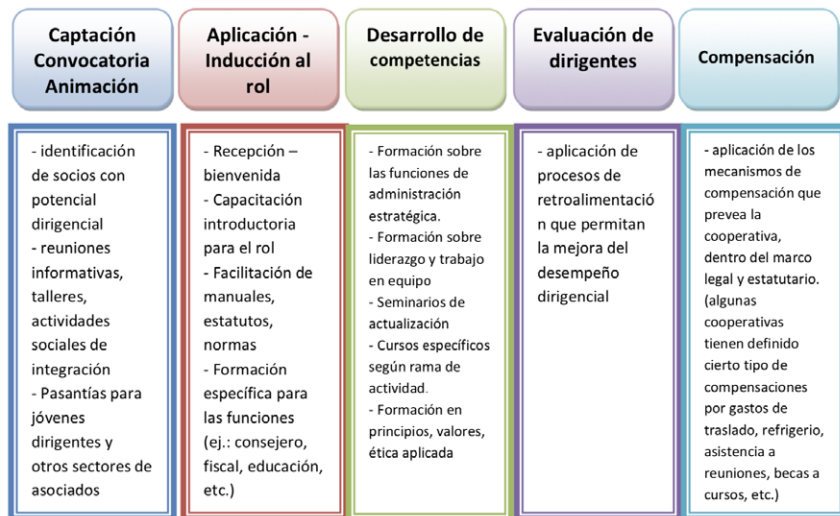 Captación
Convocatoria
Animación
- identificación
de socios con
potencial
dirigencial
- reuniones
informativas,
talleres,
actividades
sociales de
integración
- Pasantías para
jóvenes
dirigentes y
otros sectores de
asociados
Aplicación -
Inducción al
rol
- Recepción –
bienvenida
- Capacitación
introductoria
para el rol
- Facilitación de
manuales,
estatutos,
normas
- Formación
específica para
las funciones
(ej.: consejero,
fiscal, educación,
etc.)
Desarrollo de
competencias
- Formación sobre
las funciones de
administración
estratégica.
- Formación sobre
liderazgo y trabajo
en equipo
- Seminarios de
actualización
- Cursos específicos
según rama de
actividad.
- Formación en
principios, valores,
ética aplicada
Evaluación de
dirigentes
- aplicación de
procesos de
retroalimentació
n que permitan
la mejora del
desempeño
dirigencial
Compensación
- aplicación de los
mecanismos de
compensación que
prevea la
cooperativa,
dentro del marco
legal y estatutario.
(algunas
cooperativas
tienen definido
cierto tipo de
compensaciones
por gastos de
traslado, refrigerio,
asistencia a
reuniones, becas a
cursos, etc.)